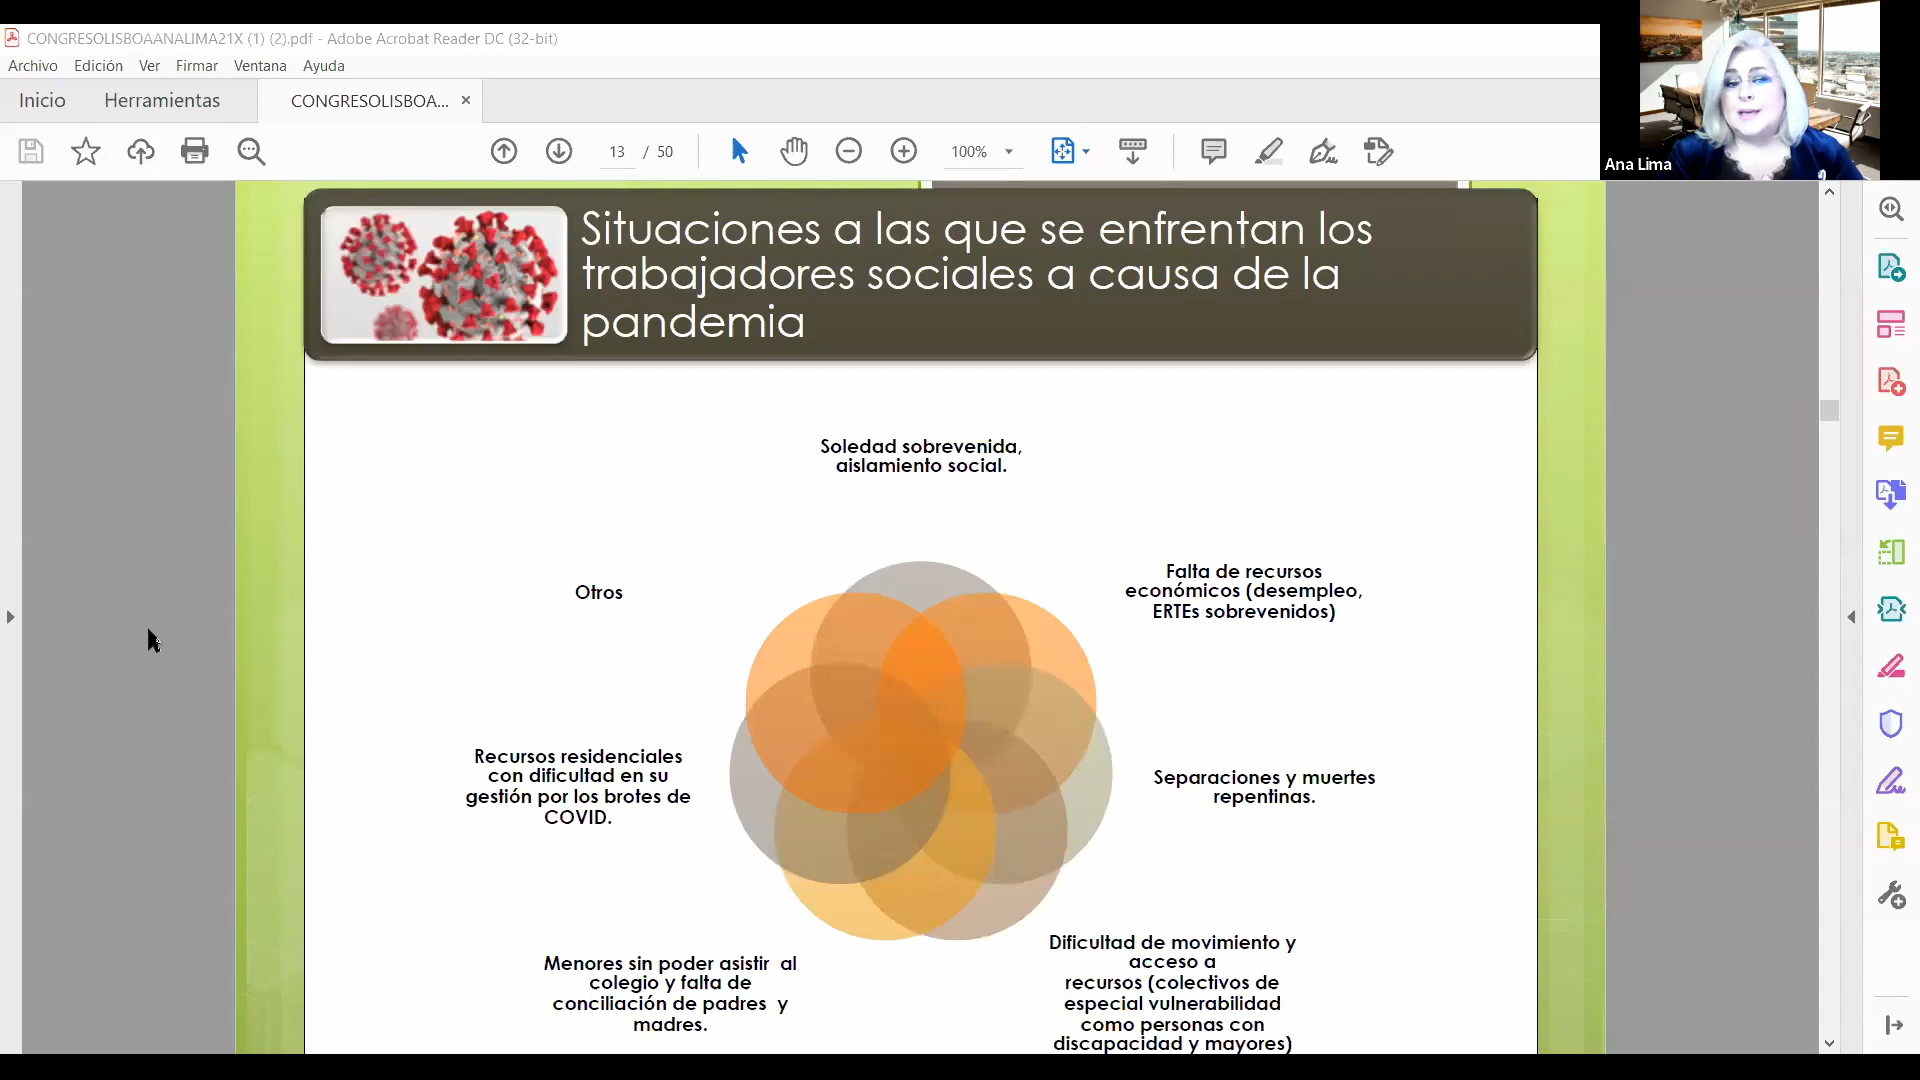 CONGRESOLISBOAANALIMA21X (1) (2).pdf - Adobe Acrobat Reader DC (32-bit)
Archivo Edición Ver Firmar Ventana Ayuda
Inicio Herramientas CONGRESOLISBOA... ×
13 / 50 100%
Ana Lima
Situaciones a las que se enfrentan los
trabajadores sociales a causa de la
pandemia
Soledad sobrevenida,
aislamiento social.
Falta de recursos
económicos (desempleo,
ERTEs sobrevenidos)
Separaciones y muertes
repentinas.
Dificultad de movimiento y
acceso a
recursos (colectivos de
especial vulnerabilidad
como personas con
discapacidad y mayores)
Menores sin poder asistir al
colegio y falta de
conciliación de padres y
madres.
Recursos residenciales
con dificultad en su
gestión por los brotes de
COVID.
Otros